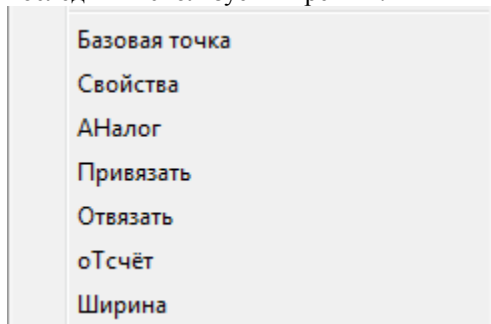 Базовая точка
Свойства
АНалог
Привязать
Отвязать
оТсчёт
Ширина